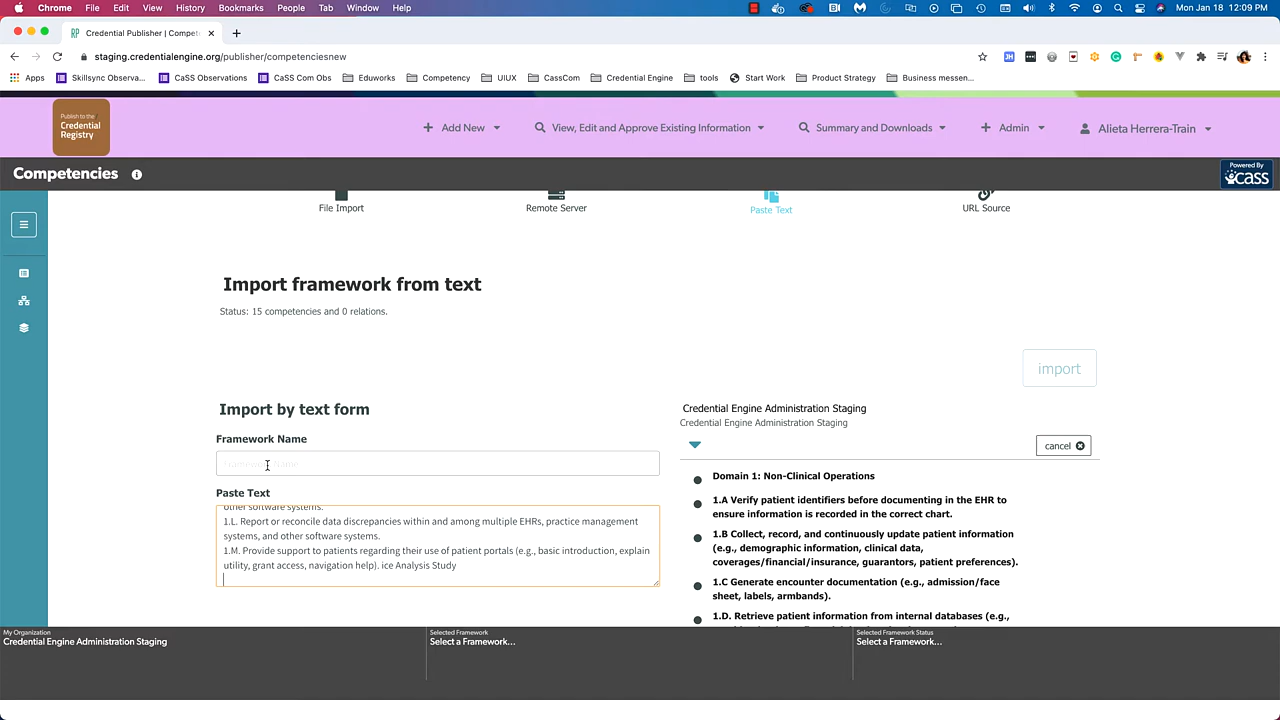 Chrome File Edit View History Bookmarks People Tab Window Help Mon Jan 18 12:09 PM
Credential Publisher | Compet
staging.credentialengine.org/publisher/competenciesnew
Apps Skillsync Observa... CaSS Observations CaSS Com Obs Eduworks Competency UIUX CassCom Credential Engine tools Start Work Product Strategy Business messen...
Publish to the
Credential
Registry
Add New View, Edit and Approve Existing Information Summary and Downloads Admin Alieta Herrera-Train
Competencies
Powered By
cass
File Import Remote Server Paste Text URL Source
Import framework from text
Status: 15 competencies and 0 relations.
import
Import by text form
Framework Name
Framework Name
Paste Text
other software systems.
1.L. Report or reconcile data discrepancies within and among multiple EHRs, practice management
systems, and other software systems.
1.M. Provide support to patients regarding their use of patient portals (e.g., basic introduction, explain
utility, grant access, navigation help). ice Analysis Study
Credential Engine Administration Staging
Credential Engine Administration Staging
cancel
Domain 1: Non-Clinical Operations
1.A Verify patient identifiers before documenting in the EHR to
ensure information is recorded in the correct chart.
1.B Collect, record, and continuously update patient information
(e.g., demographic information, clinical data,
coverages/financial/insurance, guarantors, patient preferences).
1.C Generate encounter documentation (e.g., admission/face
sheet, labels, armbands).
1.D. Retrieve patient information from internal databases (e.g.,
My Organization
Credential Engine Administration Staging
Selected Framework
Select a Framework...
Selected Framework Status
Select a Framework...